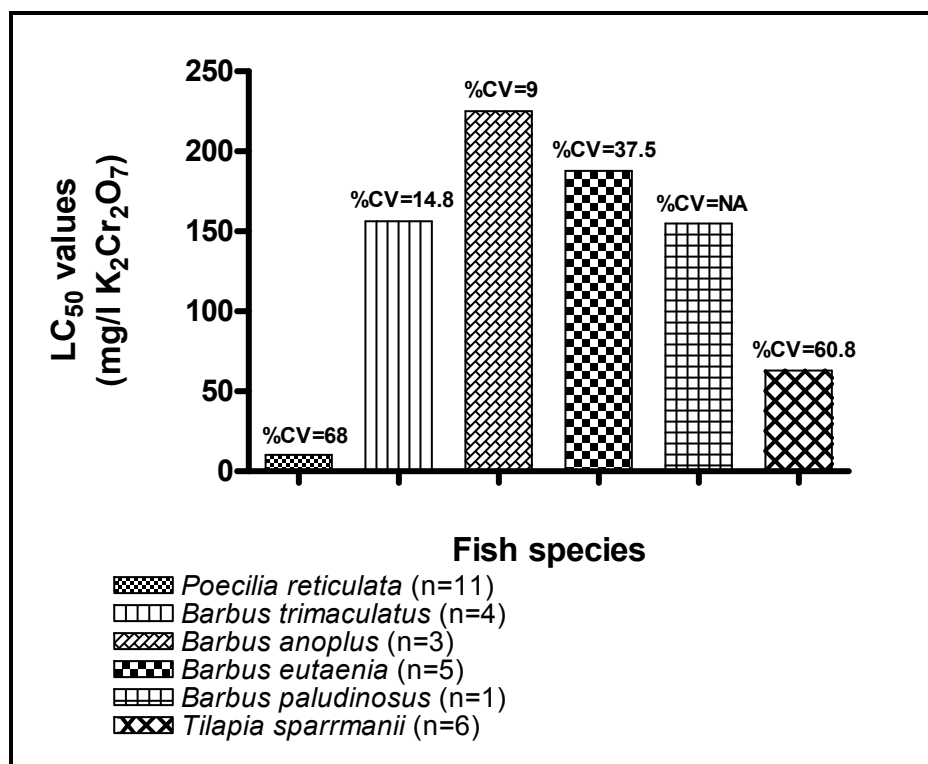 250
200
150
100
50
0
LC₅₀ values
(mg/l K₂Cr₂O₇)
%CV=68
%CV=14.8
%CV=9
%CV=37.5
%CV=NA
%CV=60.8
Fish species
Poecilia reticulata (n=11)
Barbus trimaculatus (n=4)
Barbus anoplus (n=3)
Barbus eutaenia (n=5)
Barbus paludinosus (n=1)
Tilapia sparrmanii (n=6)